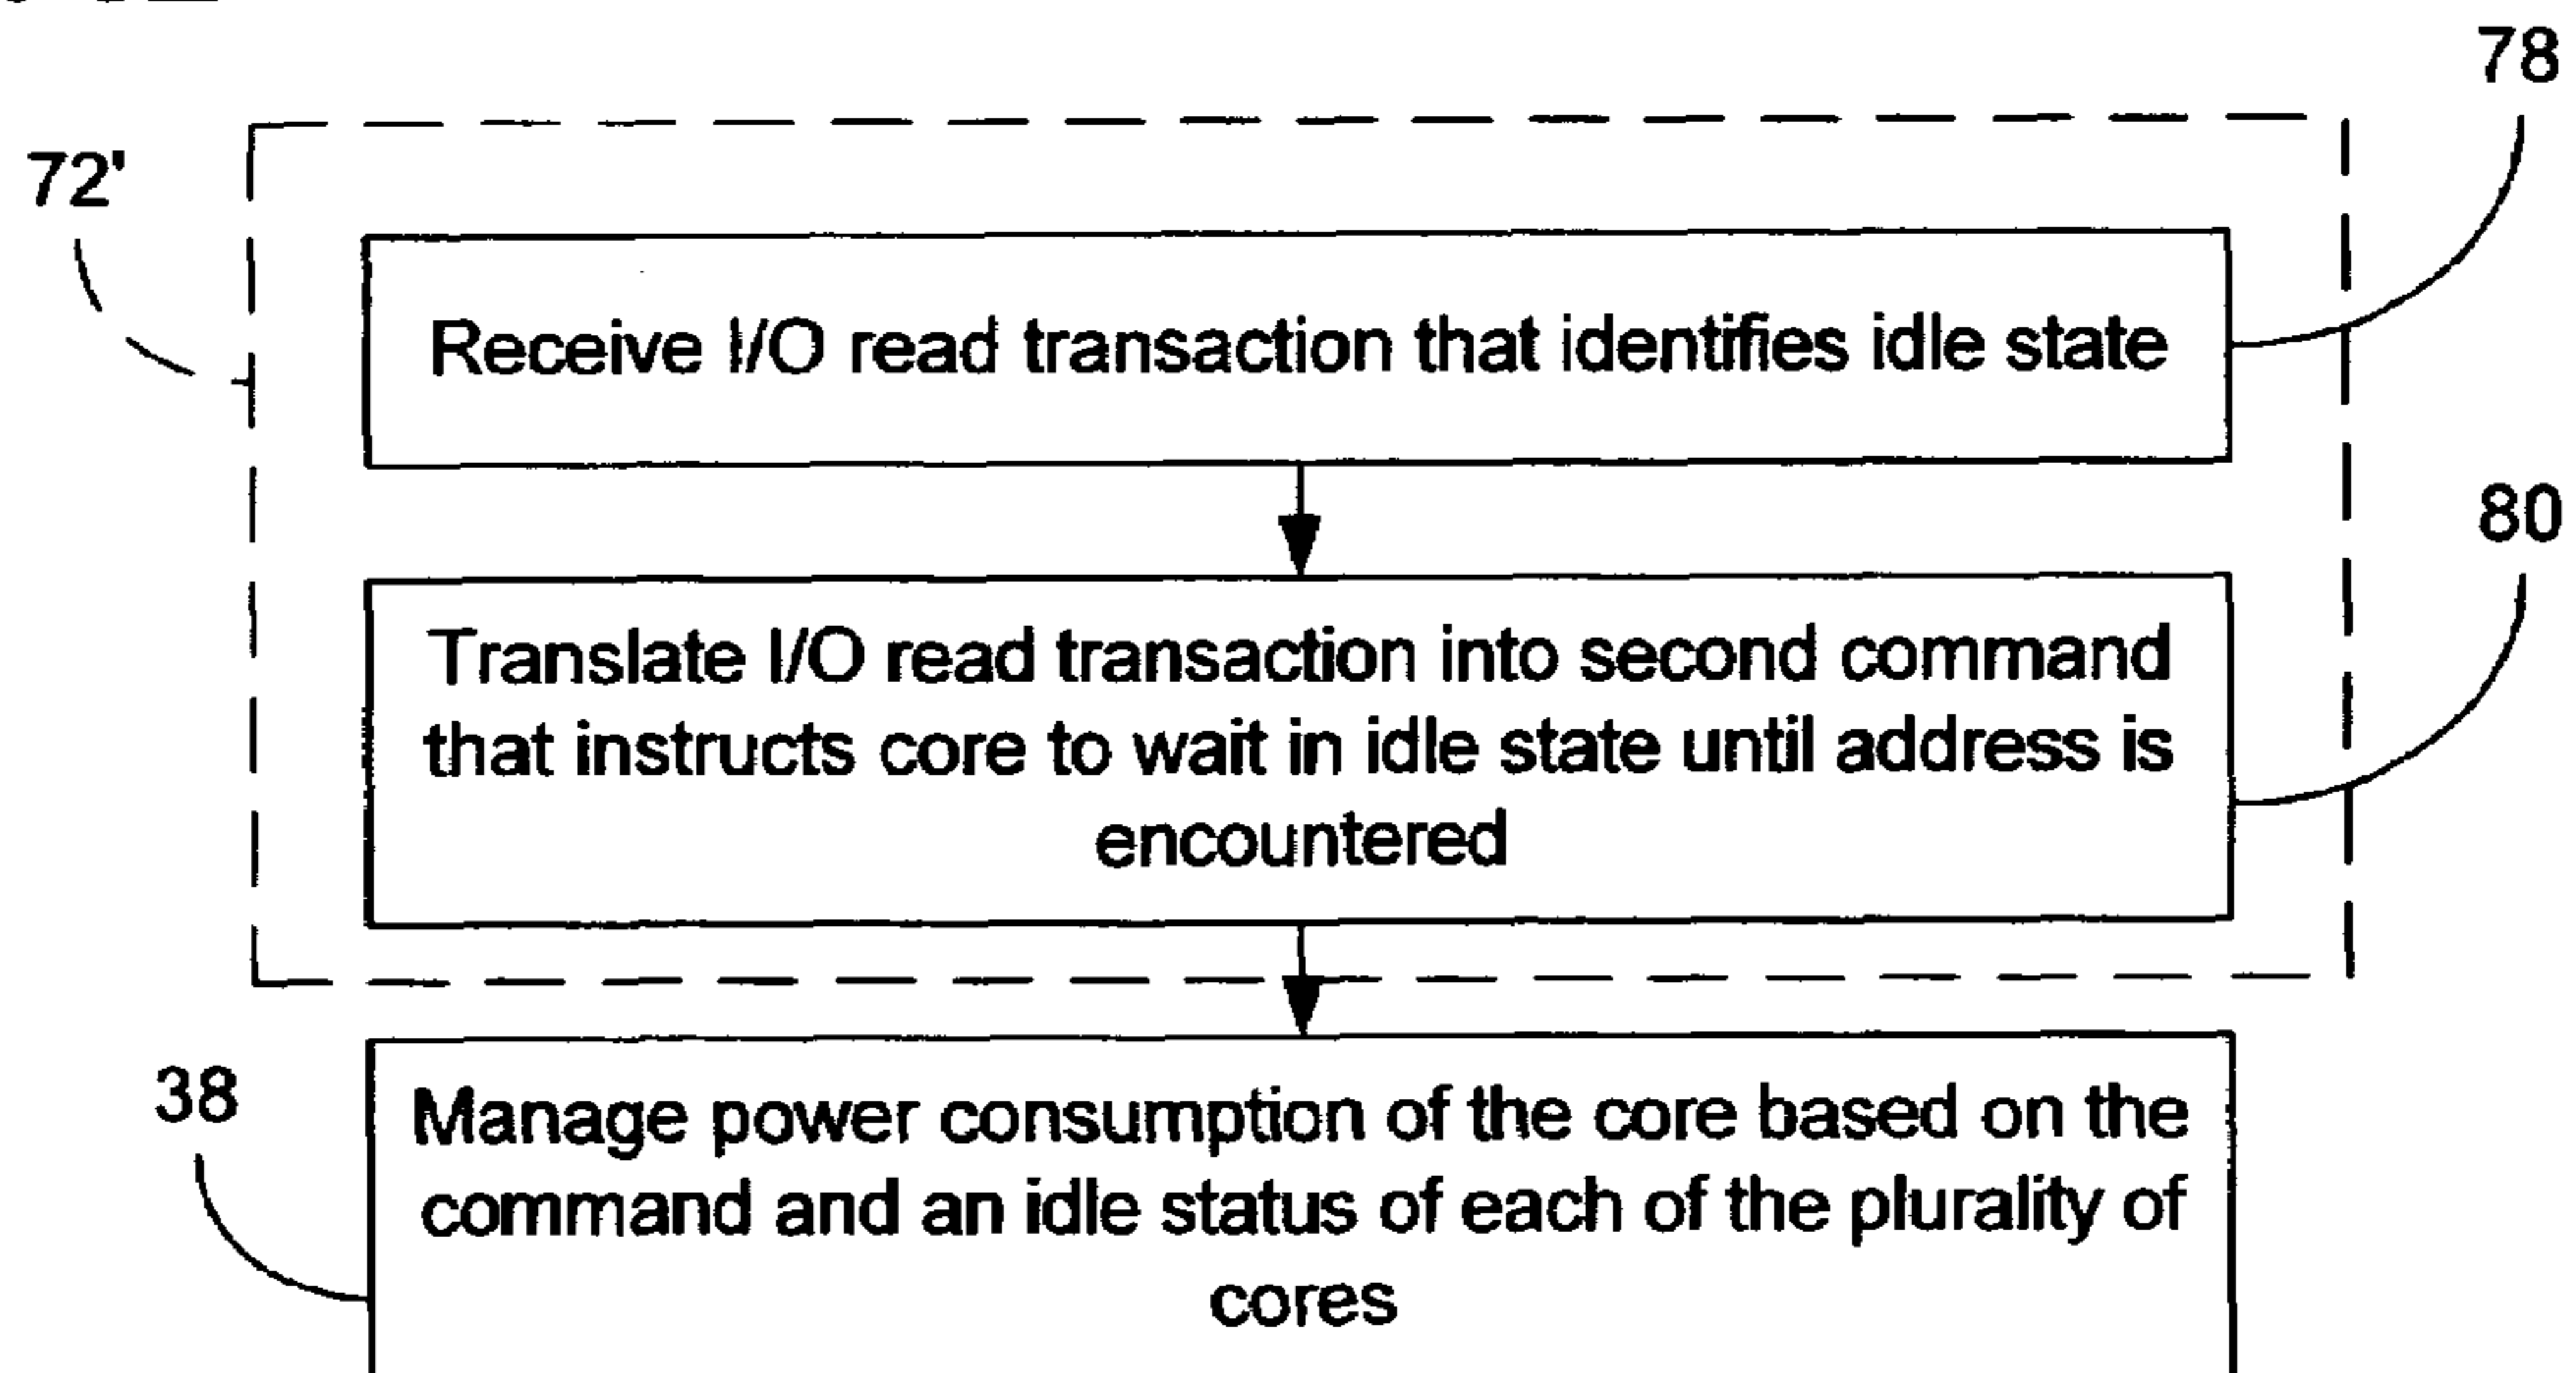 78
72'
Receive I/O read transaction that identifies idle state
80
Translate I/O read transaction into second command
that instructs core to wait in idle state until address is
encountered
38
Manage power consumption of the core based on the
command and an idle status of each of the plurality of
cores